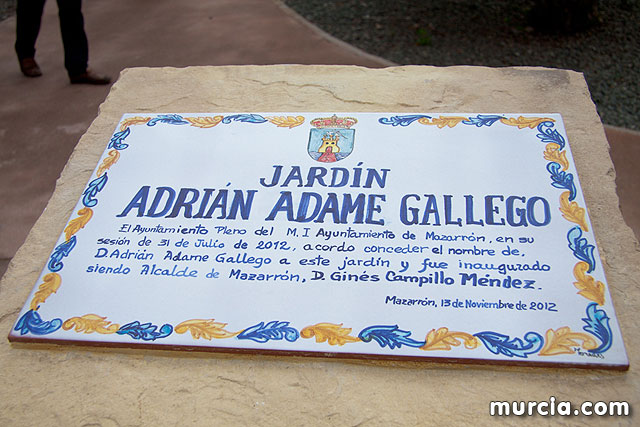 JARDÍN
ADRIÁN ADAME GALLEGO
El Ayuntamiento Pleno del M. I Ayuntamiento de Mazarrón, en su
sesión de 31 de Julio de 2012, acordo conceder el nombre de
D. Adrián Adame Gallego a este jardín y fue inaugurado
siendo Alcalde de Mazarrón, D. Ginés Campillo Méndez.
Mazarrón, 13 de Noviembre de 2012
www.murcia.com